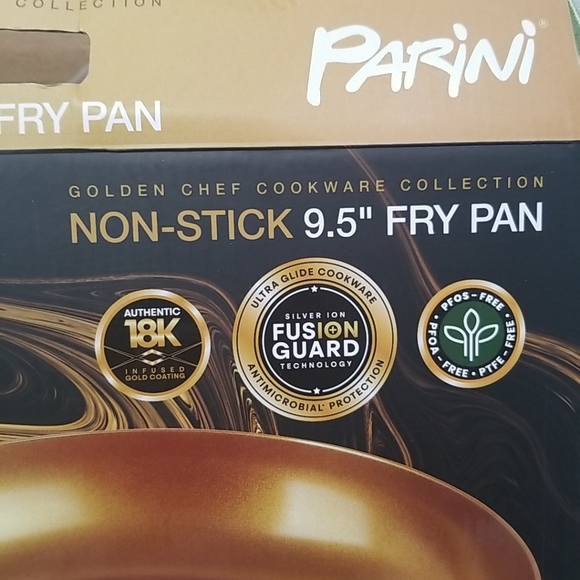 COLLECTION
PARINI®
FRY PAN
GOLDEN CHEF COOKWARE COLLECTION
NON-STICK 9.5" FRY PAN
AUTHENTIC
18K
INFUSED
GOLD COATING
ULTRA GLIDE COOKWARE
SILVER ION
FUSION
GUARD
TECHNOLOGY
ANTIMICROBIAL* PROTECTION
PFOS-FREE • PTFE-FREE • PFOA-FREE •